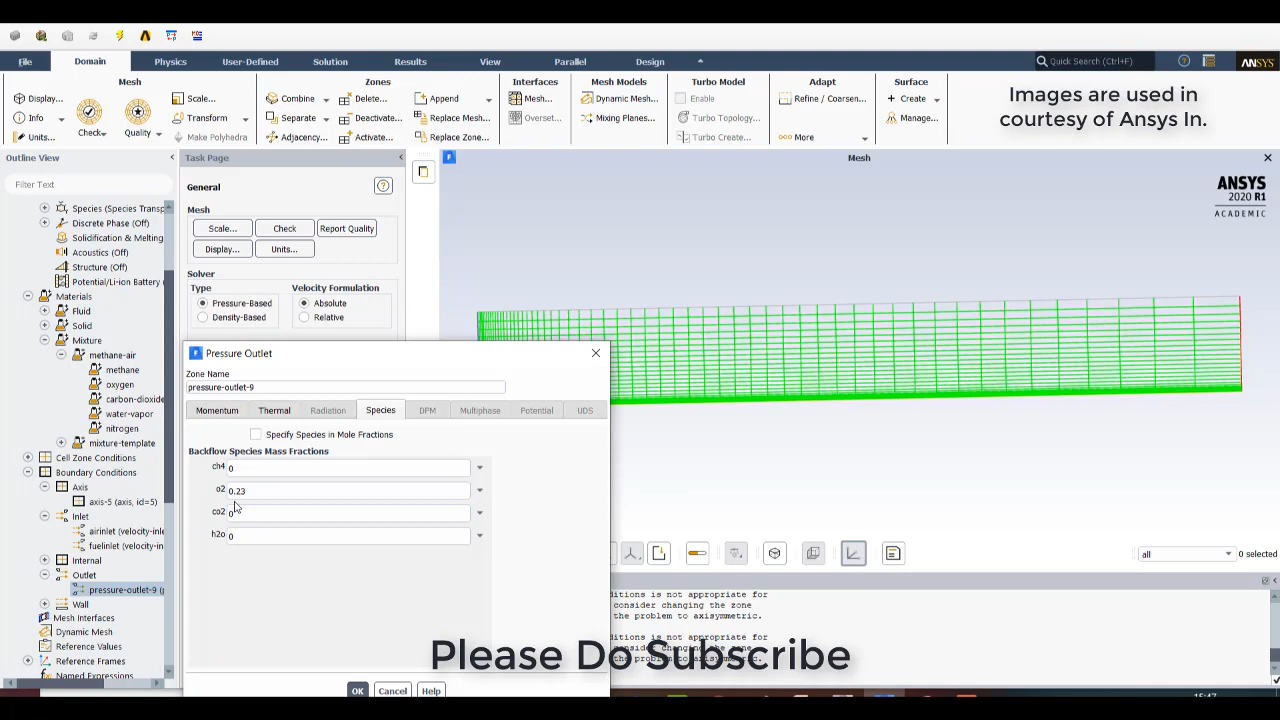 File
Domain
Physics
User-Defined
Solution
Results
View
Parallel
Design
Quick Search (Ctrl+F)
ANSYS
Mesh
Display...
Info
Units...
Check
Quality
Scale...
Transform
Make Polyhedra
Zones
Combine
Separate
Adjacency...
Delete...
Deactivate...
Activate...
Append
Replace Mesh...
Replace Zone...
Interfaces
Mesh...
Overset...
Mesh Models
Dynamic Mesh...
Mixing Planes...
Turbo Model
Enable
Turbo Topology...
Turbo Create...
Adapt
Refine / Coarsen...
More
Surface
Create
Manage...
Images are used in
courtesy of Ansys In.
Outline View
Filter Text
Species (Species Transp
Discrete Phase (Off)
Solidification & Melting
Acoustics (Off)
Structure (Off)
Potential/Li-ion Battery (
Materials
Fluid
Solid
Mixture
methane-air
methane
oxygen
carbon-dioxide
water-vapor
nitrogen
mixture-template
Cell Zone Conditions
Boundary Conditions
Axis
axis-5 (axis, id=5)
Inlet
airinlet (velocity-inle
fuelinlet (velocity-in
Internal
Outlet
pressure-outlet-9 (p
Wall
Mesh Interfaces
Dynamic Mesh
Reference Values
Reference Frames
Named Expressions
Task Page
General
Mesh
Scale...
Check
Report Quality
Display...
Units...
Solver
Type
Velocity Formulation
Pressure-Based
Absolute
Density-Based
Relative
Mesh
ANSYS
2020 R1
ACADEMIC
Pressure Outlet
Zone Name
pressure-outlet-9
Momentum
Thermal
Radiation
Species
DPM
Multiphase
Potential
UDS
Specify Species in Mole Fractions
Backflow Species Mass Fractions
ch4 0
o2 0.23
co2 0
h2o 0
OK
Cancel
Help
all
0 selected
ditions is not appropriate for
consider changing the zone
the problem to axisymmetric.
ditions is not appropriate for
consider changing the zone
the problem to axisymmetric.
Please Do Subscribe